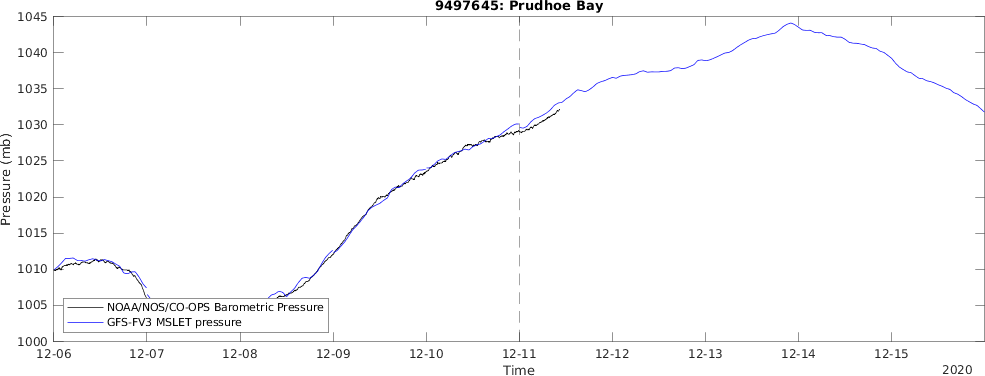 9497645: Prudhoe Bay
1045
1040
1035
1030
1025
1020
1015
1010
1005
1000
Pressure (mb)
NOAA/NOS/CO-OPS Barometric Pressure
GFS-FV3 MSLET pressure
12-06 12-07 12-08 12-09 12-10 12-11 12-12 12-13 12-14 12-15
Time
2020